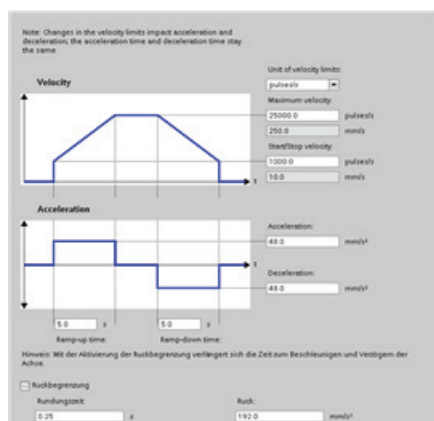 Note: Changes in the velocity limits impact acceleration and
deceleration; the acceleration time and deceleration time stay
the same
Velocity
Unit of velocity limits:
pulses/s
Maximum velocity:
25000.0 pulses/s
250.0 mm/s
Start/Stop velocity:
1000.0 pulses/s
10.0 mm/s
t
Acceleration
Acceleration:
48.0 mm/s²
t
Deceleration:
48.0 mm/s²
5.0 s 5.0 s
Ramp-up time: Ramp-down time:
Hinweis: Mit der Aktivierung der Ruckbegrenzung verlängert sich die Zeit zum Beschleunigen und Verzögern der
Achse.
Ruckbegrenzung
Rundungszeit: Ruck:
0.25 s 192.0 mm/s³